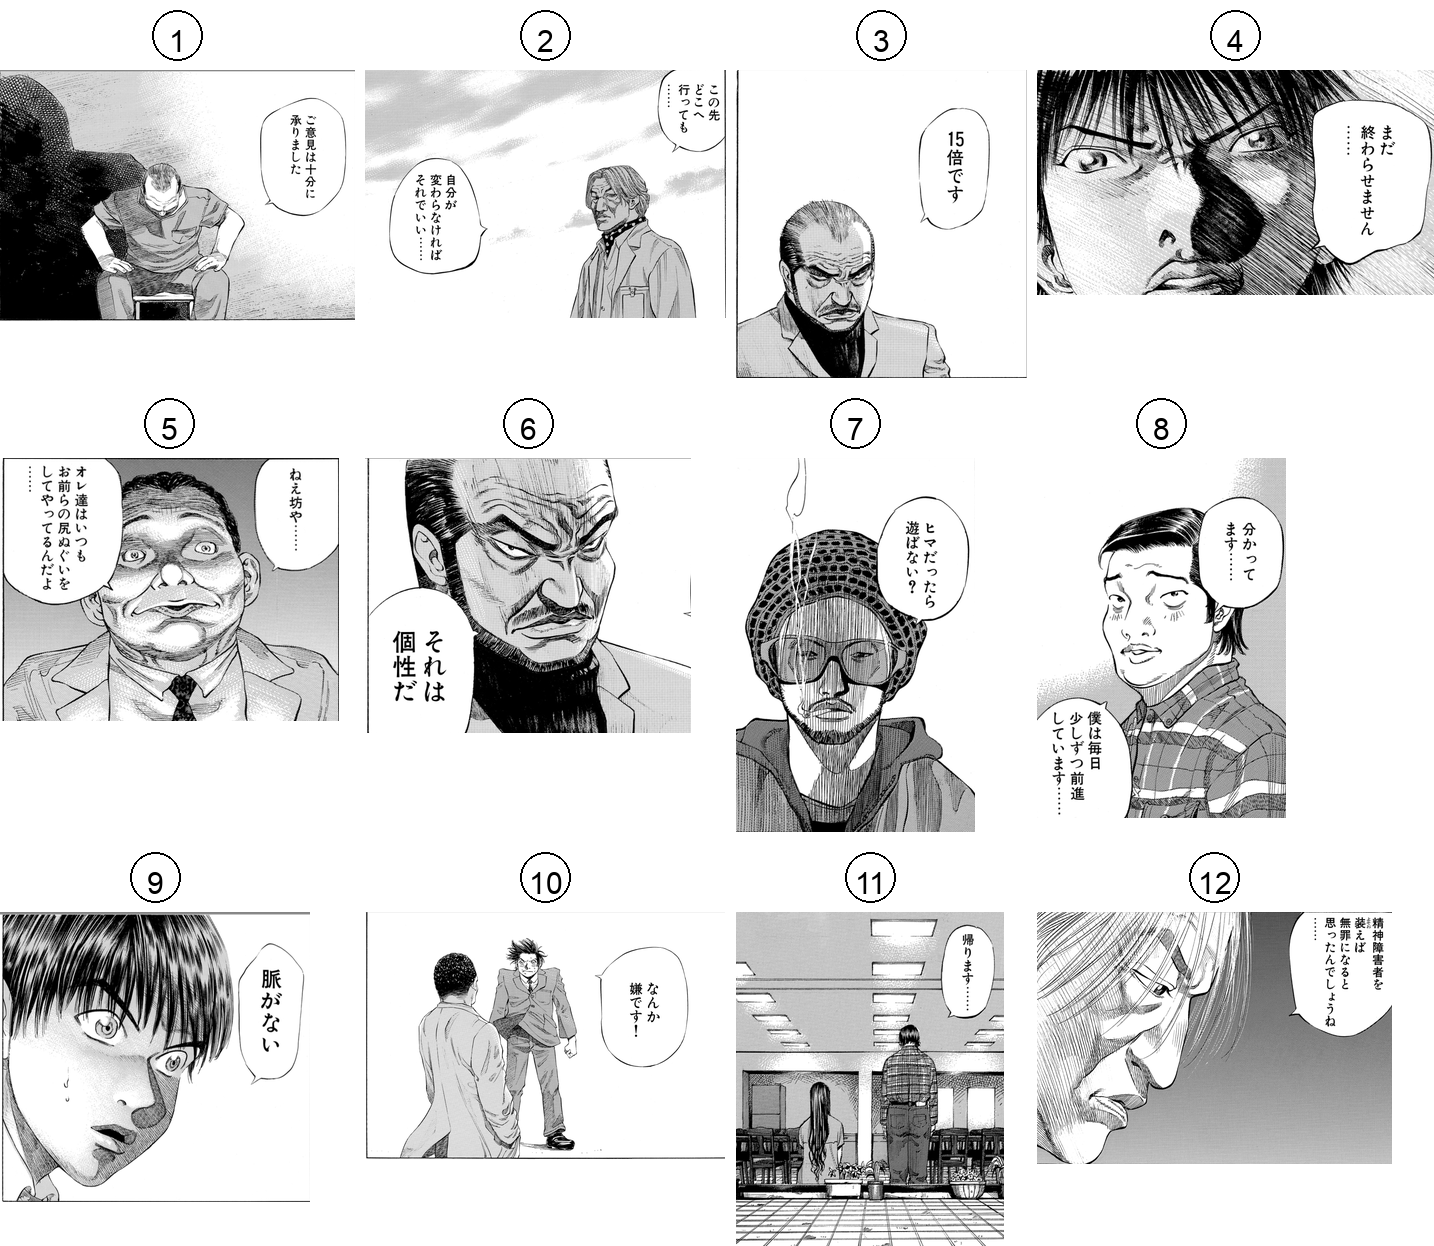 1
ご意見は十分に
承りました
2
この先
どこへ
行っても
……
自分が
変わらなければ
それでいい……
3
15倍です
4
まだ
終わらせません
……
5
ねえ坊や……
オレ達はいつも
お前らの尻ぬぐいを
してやってるんだよ
……
6
それは
個性だ
7
ヒマだったら
遊ばない?
8
分かって
ます……
僕は毎日
少しずつ前進
しています……
9
脈がない
10
なんか
嫌です!
11
帰ります……
12
精神障害者を
装えば
無罪になると
思ったんでしょうね
……